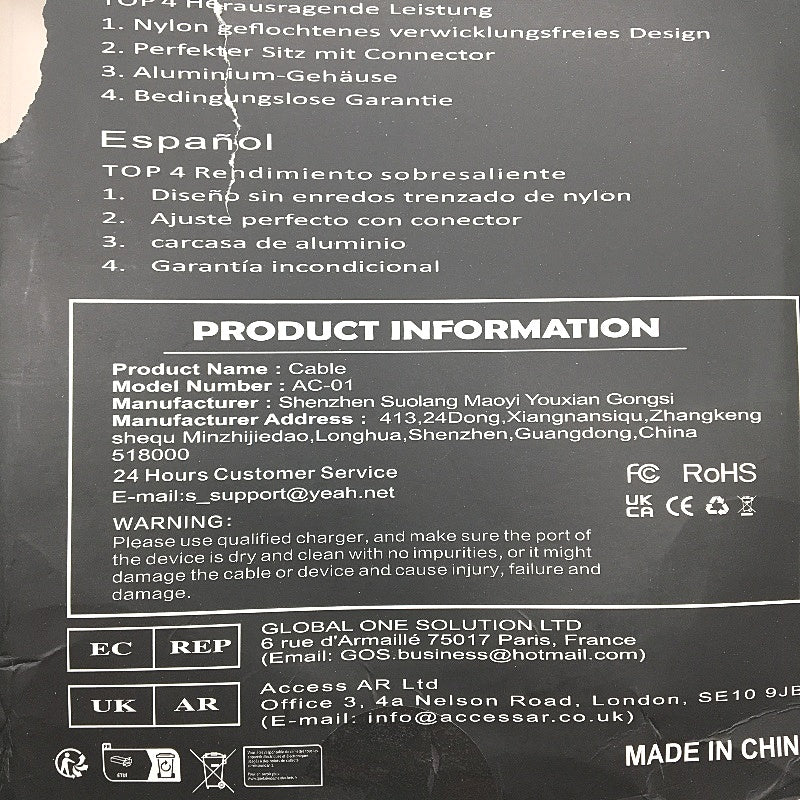 TOP 4 Herausragende Leistung
1. Nylon geflochtenes verwicklungsfreies Design
2. Perfekter Sitz mit Connector
3. Aluminium-Gehäuse
4. Bedingungslose Garantie
Español
TOP 4 Rendimiento sobresaliente
1. Diseño sin enredos trenzado de nylon
2. Ajuste perfecto con conector
3. carcasa de aluminio
4. Garantía incondicional
PRODUCT INFORMATION
Product Name : Cable
Model Number : AC-01
Manufacturer : Shenzhen Suolang Maoyi Youxian Gongsi
Manufacturer Address : 413,24Dong,Xiangnansiqu,Zhangkeng
shequ Minzhijiedao,Longhua,Shenzhen,Guangdong,China
518000
24 Hours Customer Service
E-mail:s_support@yeah.net
FC RoHS
UK CA CE
WARNING:
Please use qualified charger, and make sure the port of
the device is dry and clean with no impurities, or it might
damage the cable or device and cause injury, failure and
damage.
EC REP
GLOBAL ONE SOLUTION LTD
6 rue d'Armaillé 75017 Paris, France
(Email: GOS.business@hotmail.com)
UK AR
Access AR Ltd
Office 3, 4a Nelson Road, London, SE10 9JB
(E-mail: info@accessar.co.uk)
MADE IN CHIN